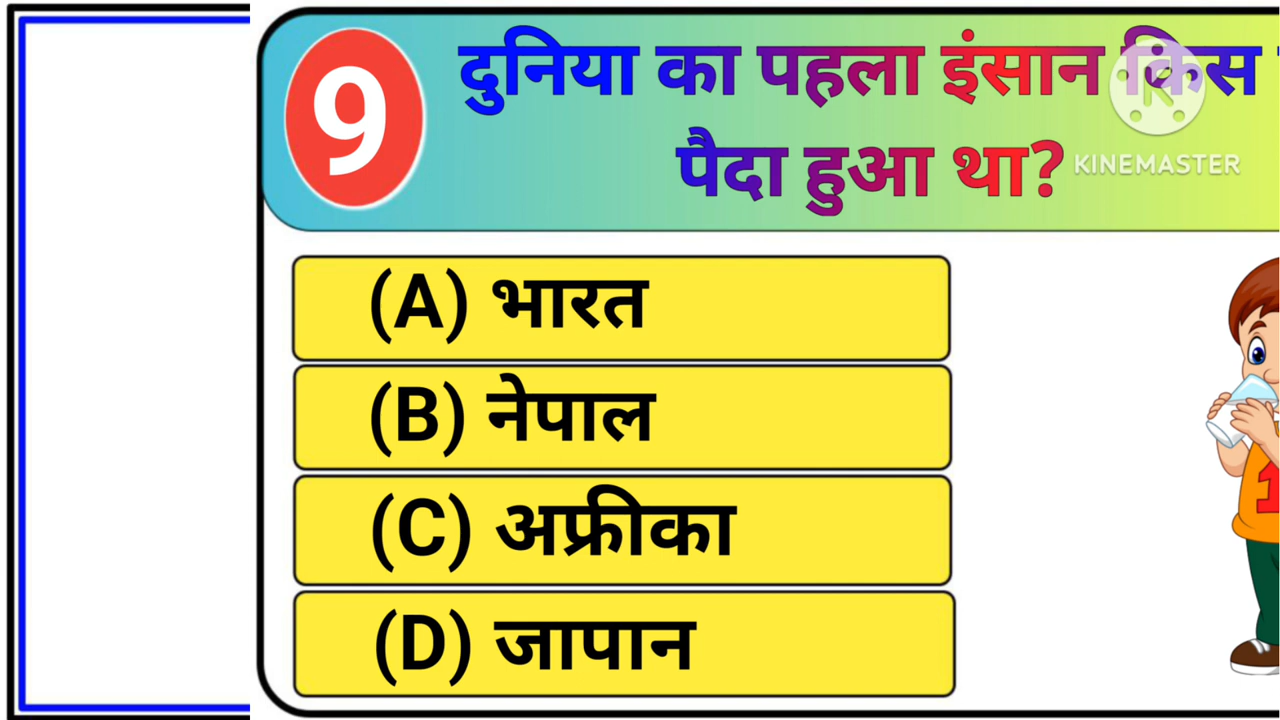 9
दुनिया का पहला इंसान किस
पैदा हुआ था?
KINEMASTER
(A) भारत
(B) नेपाल
(C) अफ्रीका
(D) जापान